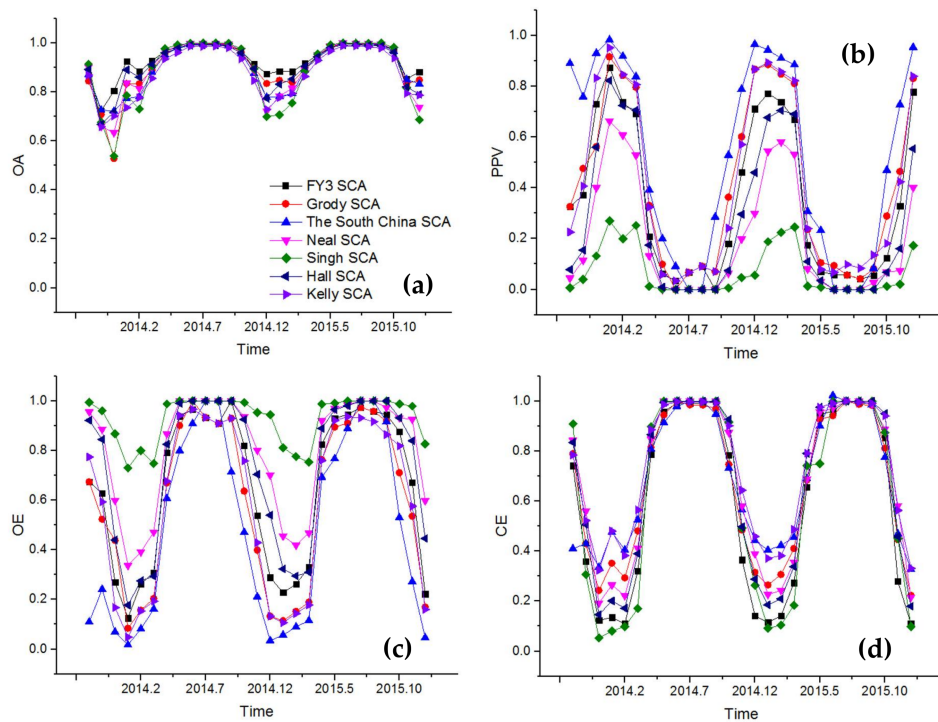 1.0
0.8
0.6
0.4
0.2
0.0
OA
FY3 SCA
Grody SCA
The South China SCA
Neal SCA
Singh SCA
Hall SCA
Kelly SCA
(a)
2014.2 2014.7 2014.12 2015.5 2015.10
Time
(b)
1.0
0.8
0.6
0.4
0.2
0.0
PPV
2014.2 2014.7 2014.12 2015.5 2015.10
Time
1.0
0.8
0.6
0.4
0.2
0.0
OE
(c)
2014.2 2014.7 2014.12 2015.5 2015.10
Time
1.0
0.8
0.6
0.4
0.2
0.0
CE
(d)
2014.2 2014.7 2014.12 2015.5 2015.10
Time